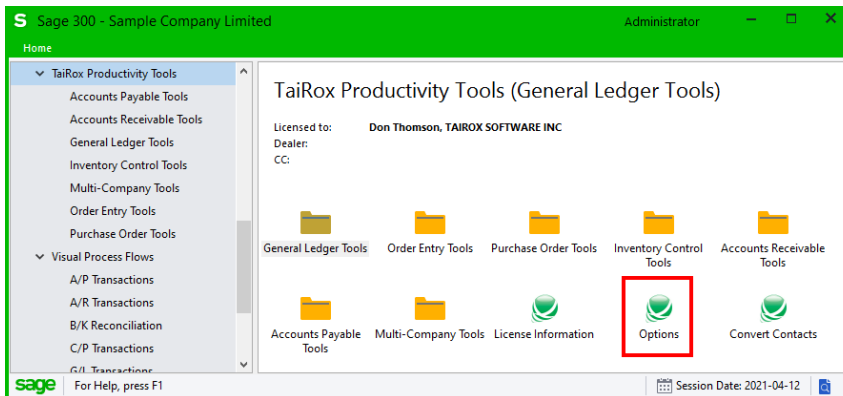 S Sage 300 - Sample Company Limited
Administrator
Home
TaiRox Productivity Tools
Accounts Payable Tools
Accounts Receivable Tools
General Ledger Tools
Inventory Control Tools
Multi-Company Tools
Order Entry Tools
Purchase Order Tools
Visual Process Flows
A/P Transactions
A/R Transactions
B/K Reconciliation
C/P Transactions
G/L Transactions
TaiRox Productivity Tools (General Ledger Tools)
Licensed to: Don Thomson, TAIROX SOFTWARE INC
Dealer:
CC:
General Ledger Tools
Order Entry Tools
Purchase Order Tools
Inventory Control
Tools
Accounts Receivable
Tools
Accounts Payable
Tools
Multi-Company Tools
License Information
Options
Convert Contacts
sage
For Help, press F1
Session Date: 2021-04-12